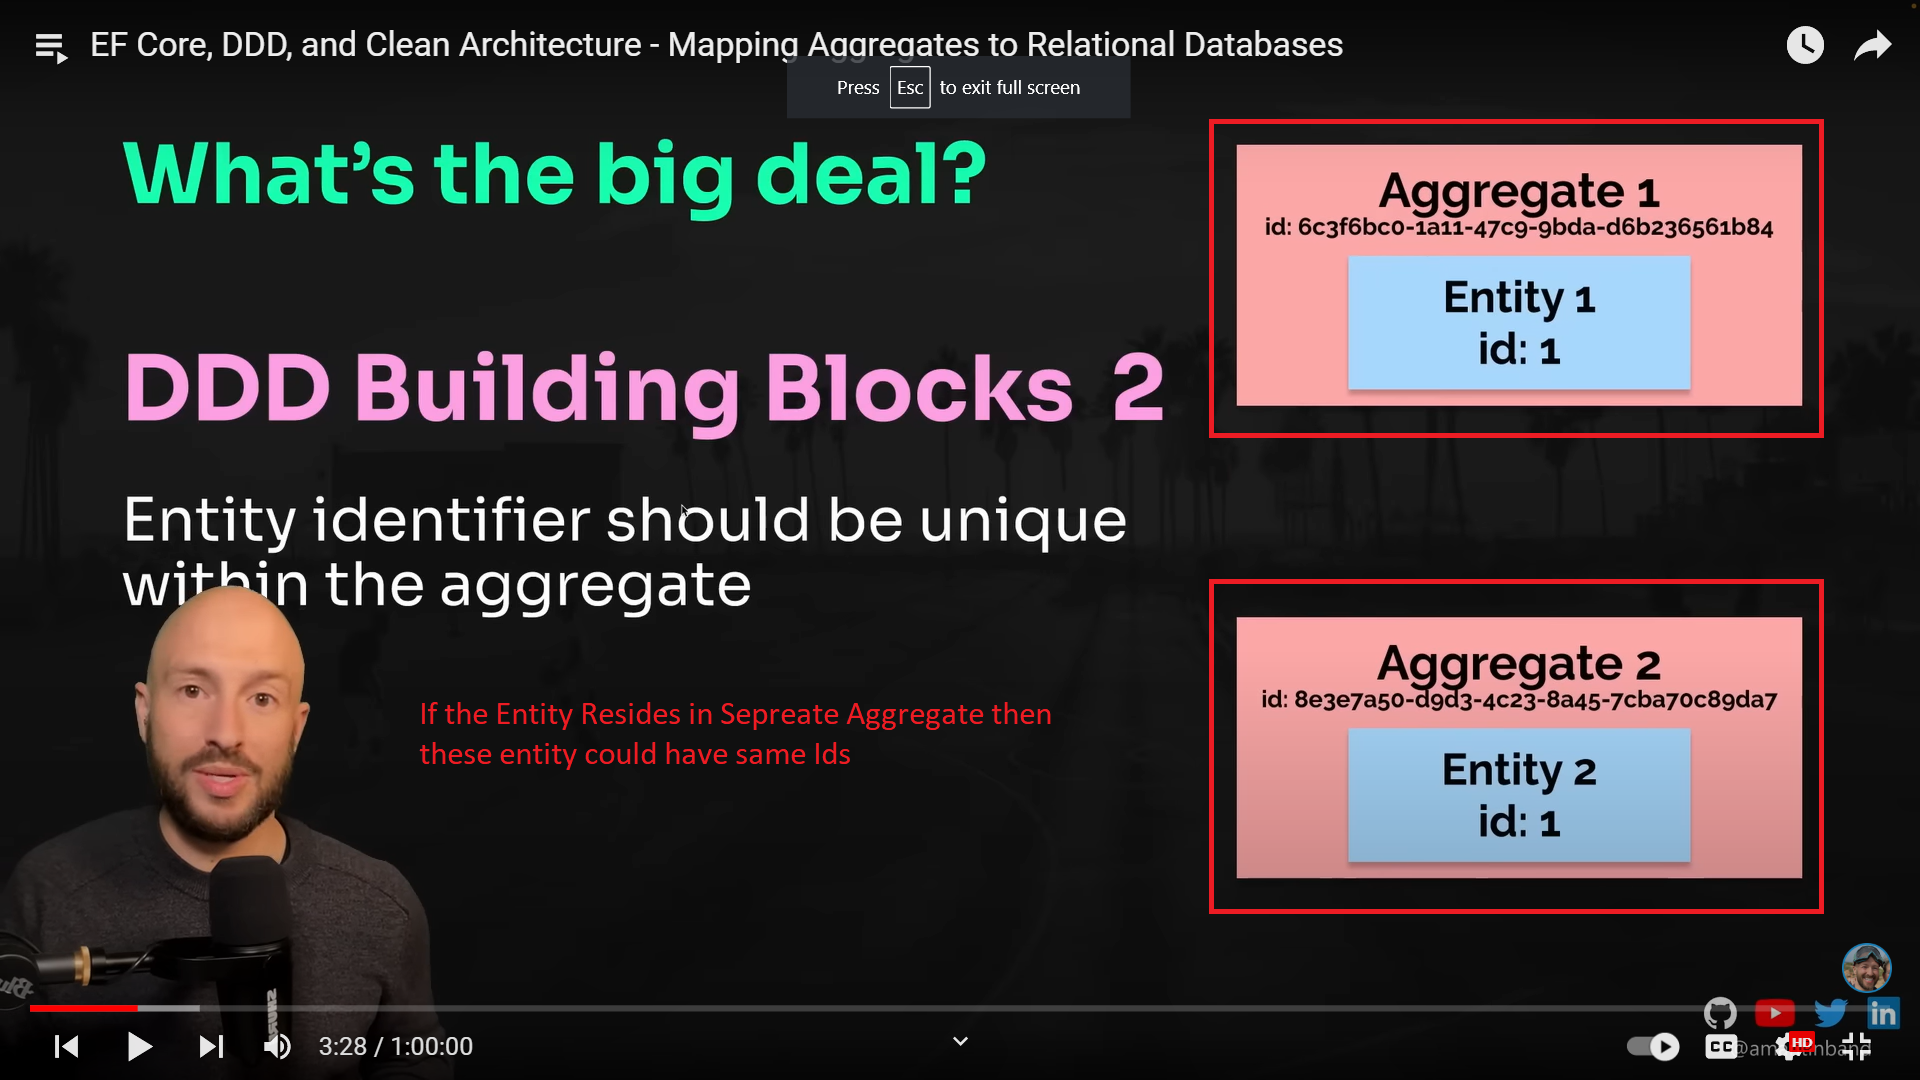 EF Core, DDD, and Clean Architecture - Mapping Aggregates to Relational Databases
Press Esc to exit full screen
What's the big deal?
DDD Building Blocks 2
Entity identifier should be unique
within the aggregate
If the Entity Resides in Sepreate Aggregate then
these entity could have same Ids
Aggregate 1
id: 6c3f6bc0-1a11-47c9-9bda-d6b236561b84
Entity 1
id: 1
Aggregate 2
id: 8e3e7a50-d9d3-4c23-8a45-7cba70c89da7
Entity 2
id: 1
in
3:28 / 1:00:00
CC
HD